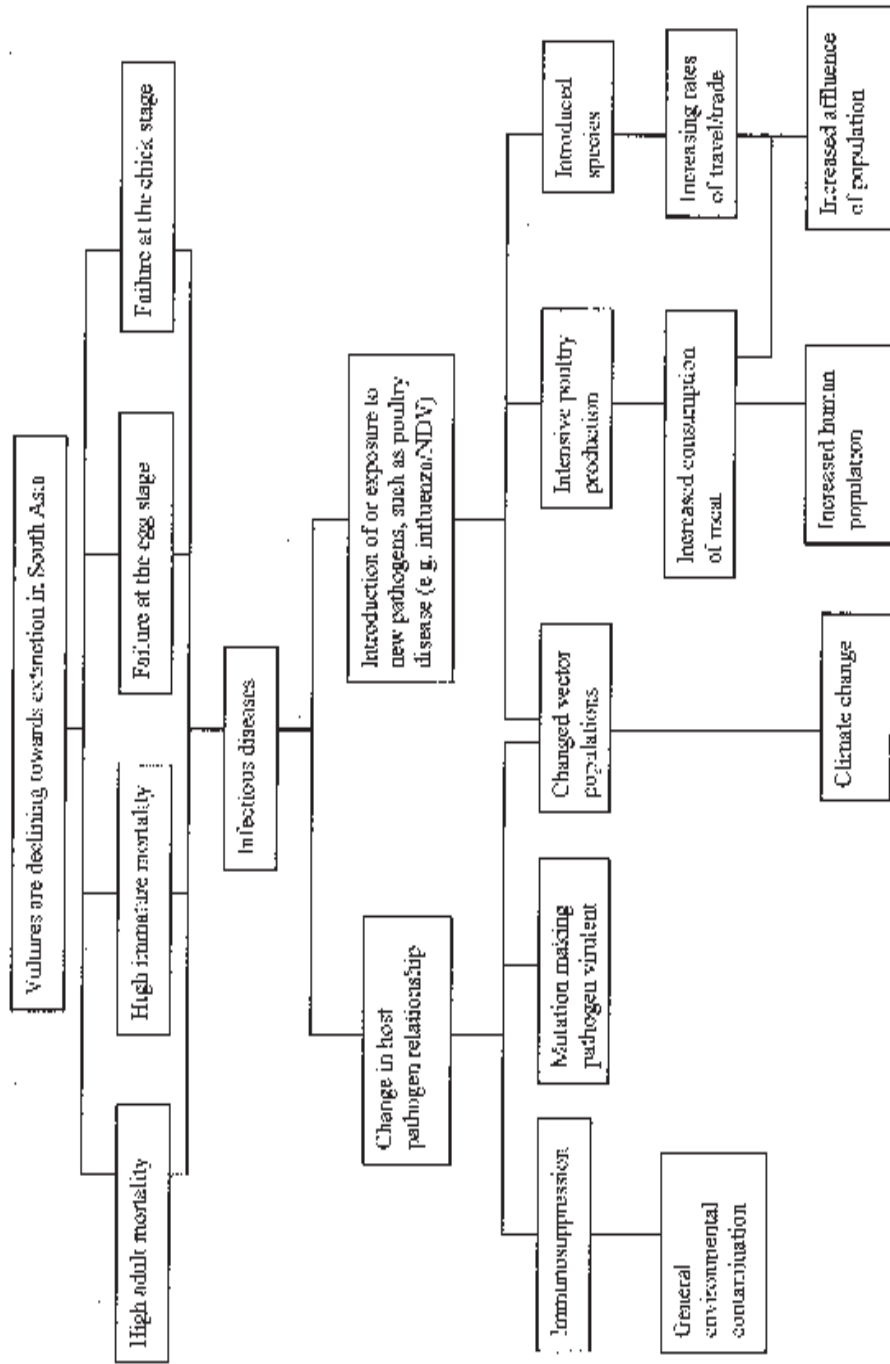 Vultures are declining towards extinction in South Asia
High adult mortality
High immature mortality
Failure at the egg stage
Failure at the chick stage
Infectious diseases
Change in host
pathogen relationship
Introduction of or exposure to
new pathogens, such as poultry
disease (e.g. influenza/NDV)
Immunosuppression
Mutation making
pathogen virulent
Changed vector
populations
Intensive poultry
production
Introduced
species
General
environmental
contamination
Increased consumption
of meat
Increasing rates
of travel/trade
Climate change
Increased human
population
Increased affluence
of population